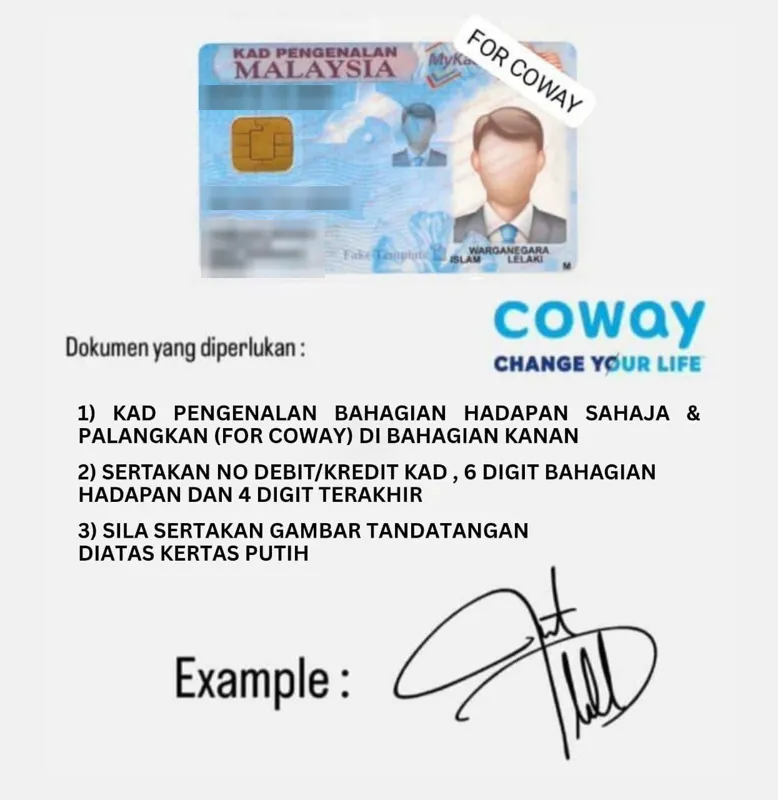 KAD PENGENALAN
MALAYSIA
MyKa
FOR COWAY
WARGANEGARA
ISLAM LELAKI
M
coway
CHANGE YOUR LIFE
Dokumen yang diperlukan :
1) KAD PENGENALAN BAHAGIAN HADAPAN SAHAJA &
PALANGKAN (FOR COWAY) DI BAHAGIAN KANAN
2) SERTAKAN NO DEBIT/KREDIT KAD , 6 DIGIT BAHAGIAN
HADAPAN DAN 4 DIGIT TERAKHIR
3) SILA SERTAKAN GAMBAR TANDATANGAN
DIATAS KERTAS PUTIH
Example :